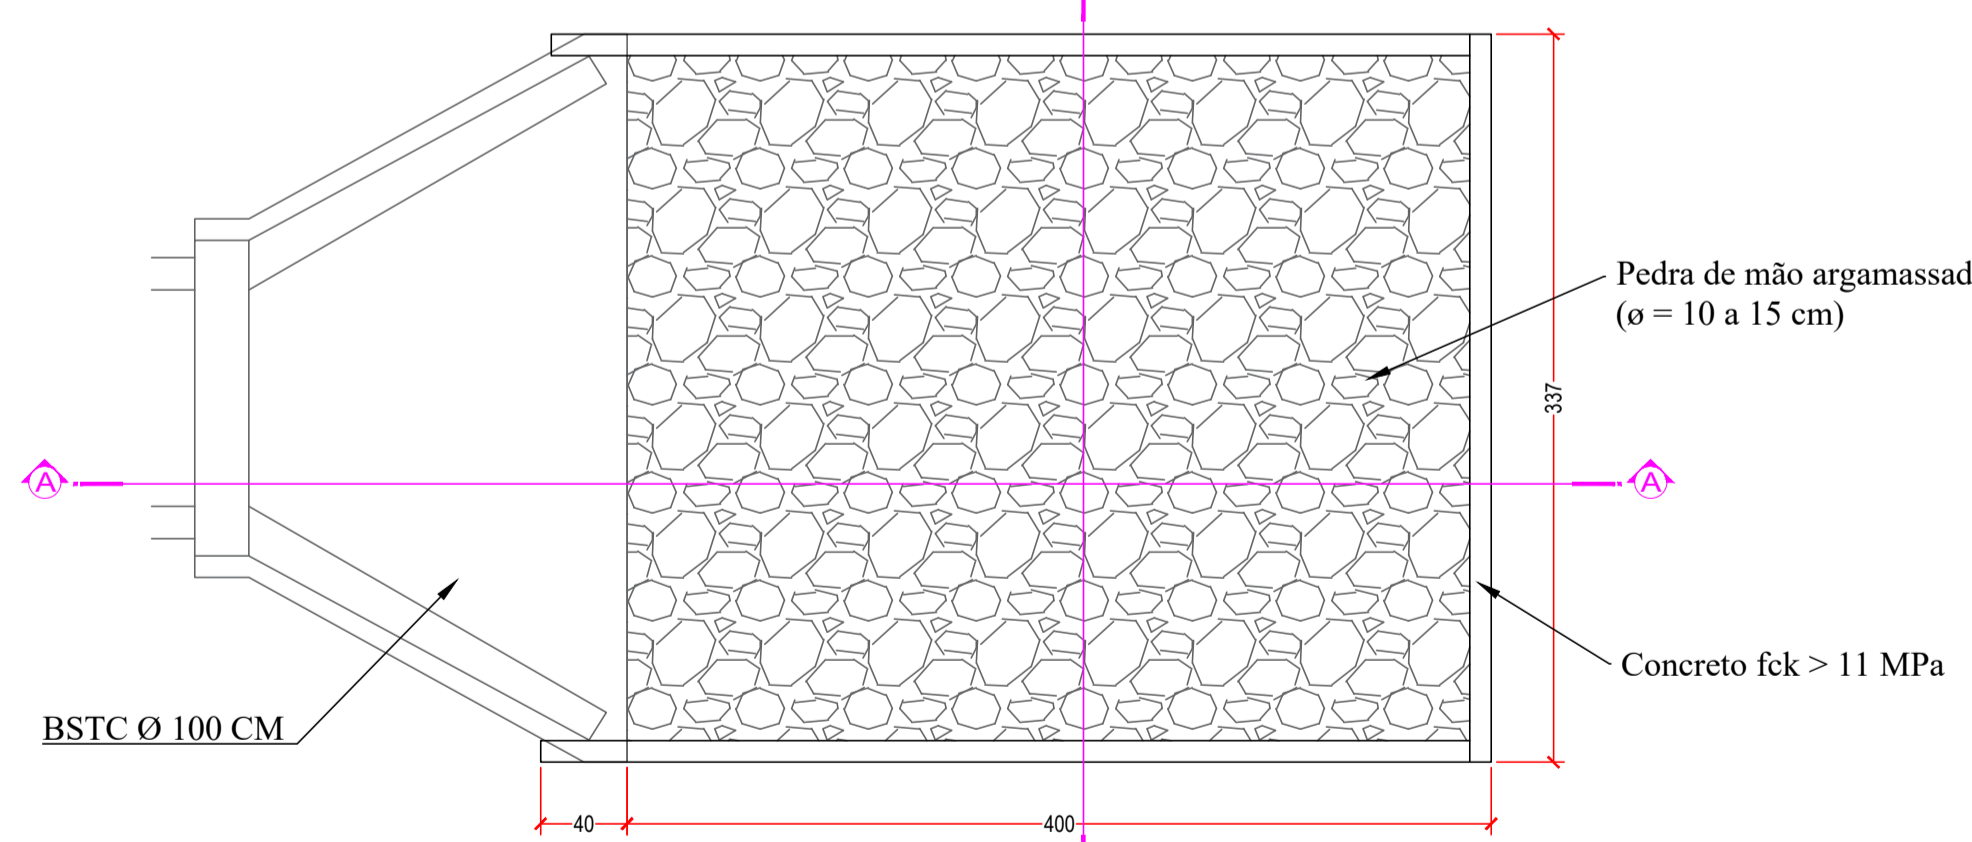 Pedra de mão argamassad
(ø = 10 a 15 cm)
337
A
A
Concreto fck > 11 MPa
BSTC Ø 100 CM
40
400